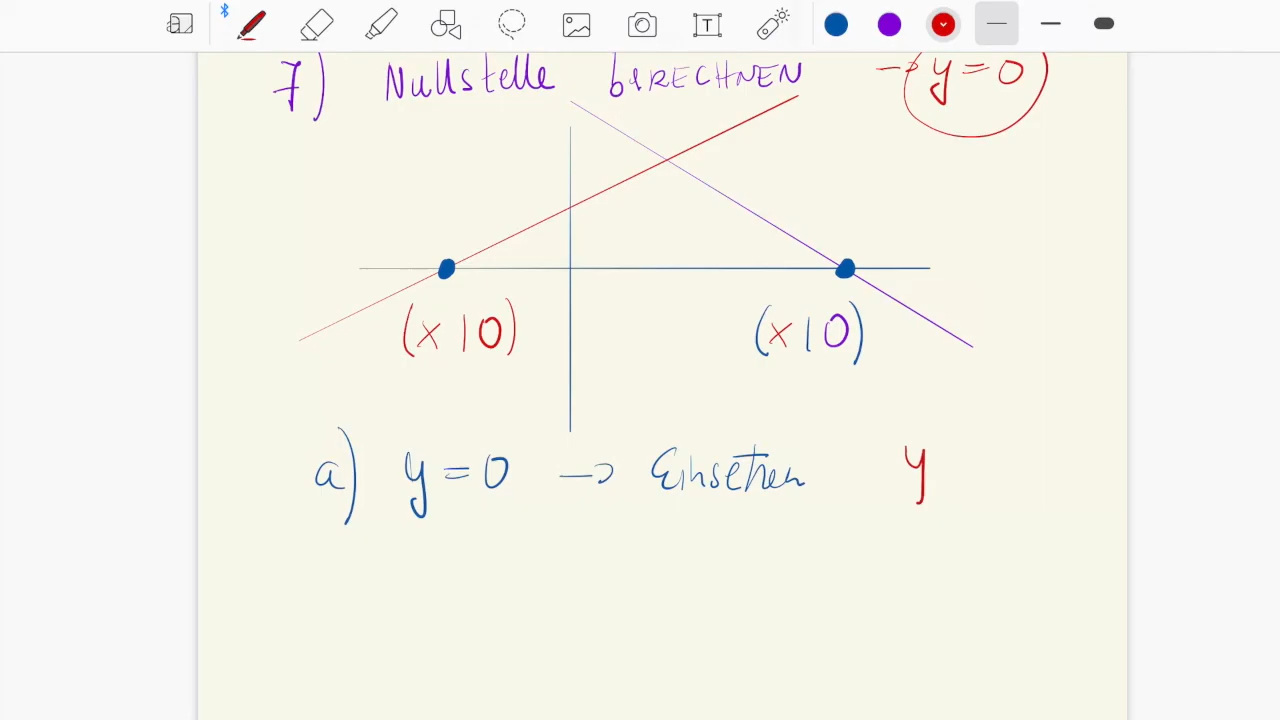 7) Nullstelle berechnen → y = 0
(x | 0) (x | 0)
a) y = 0 → Einsetzen y